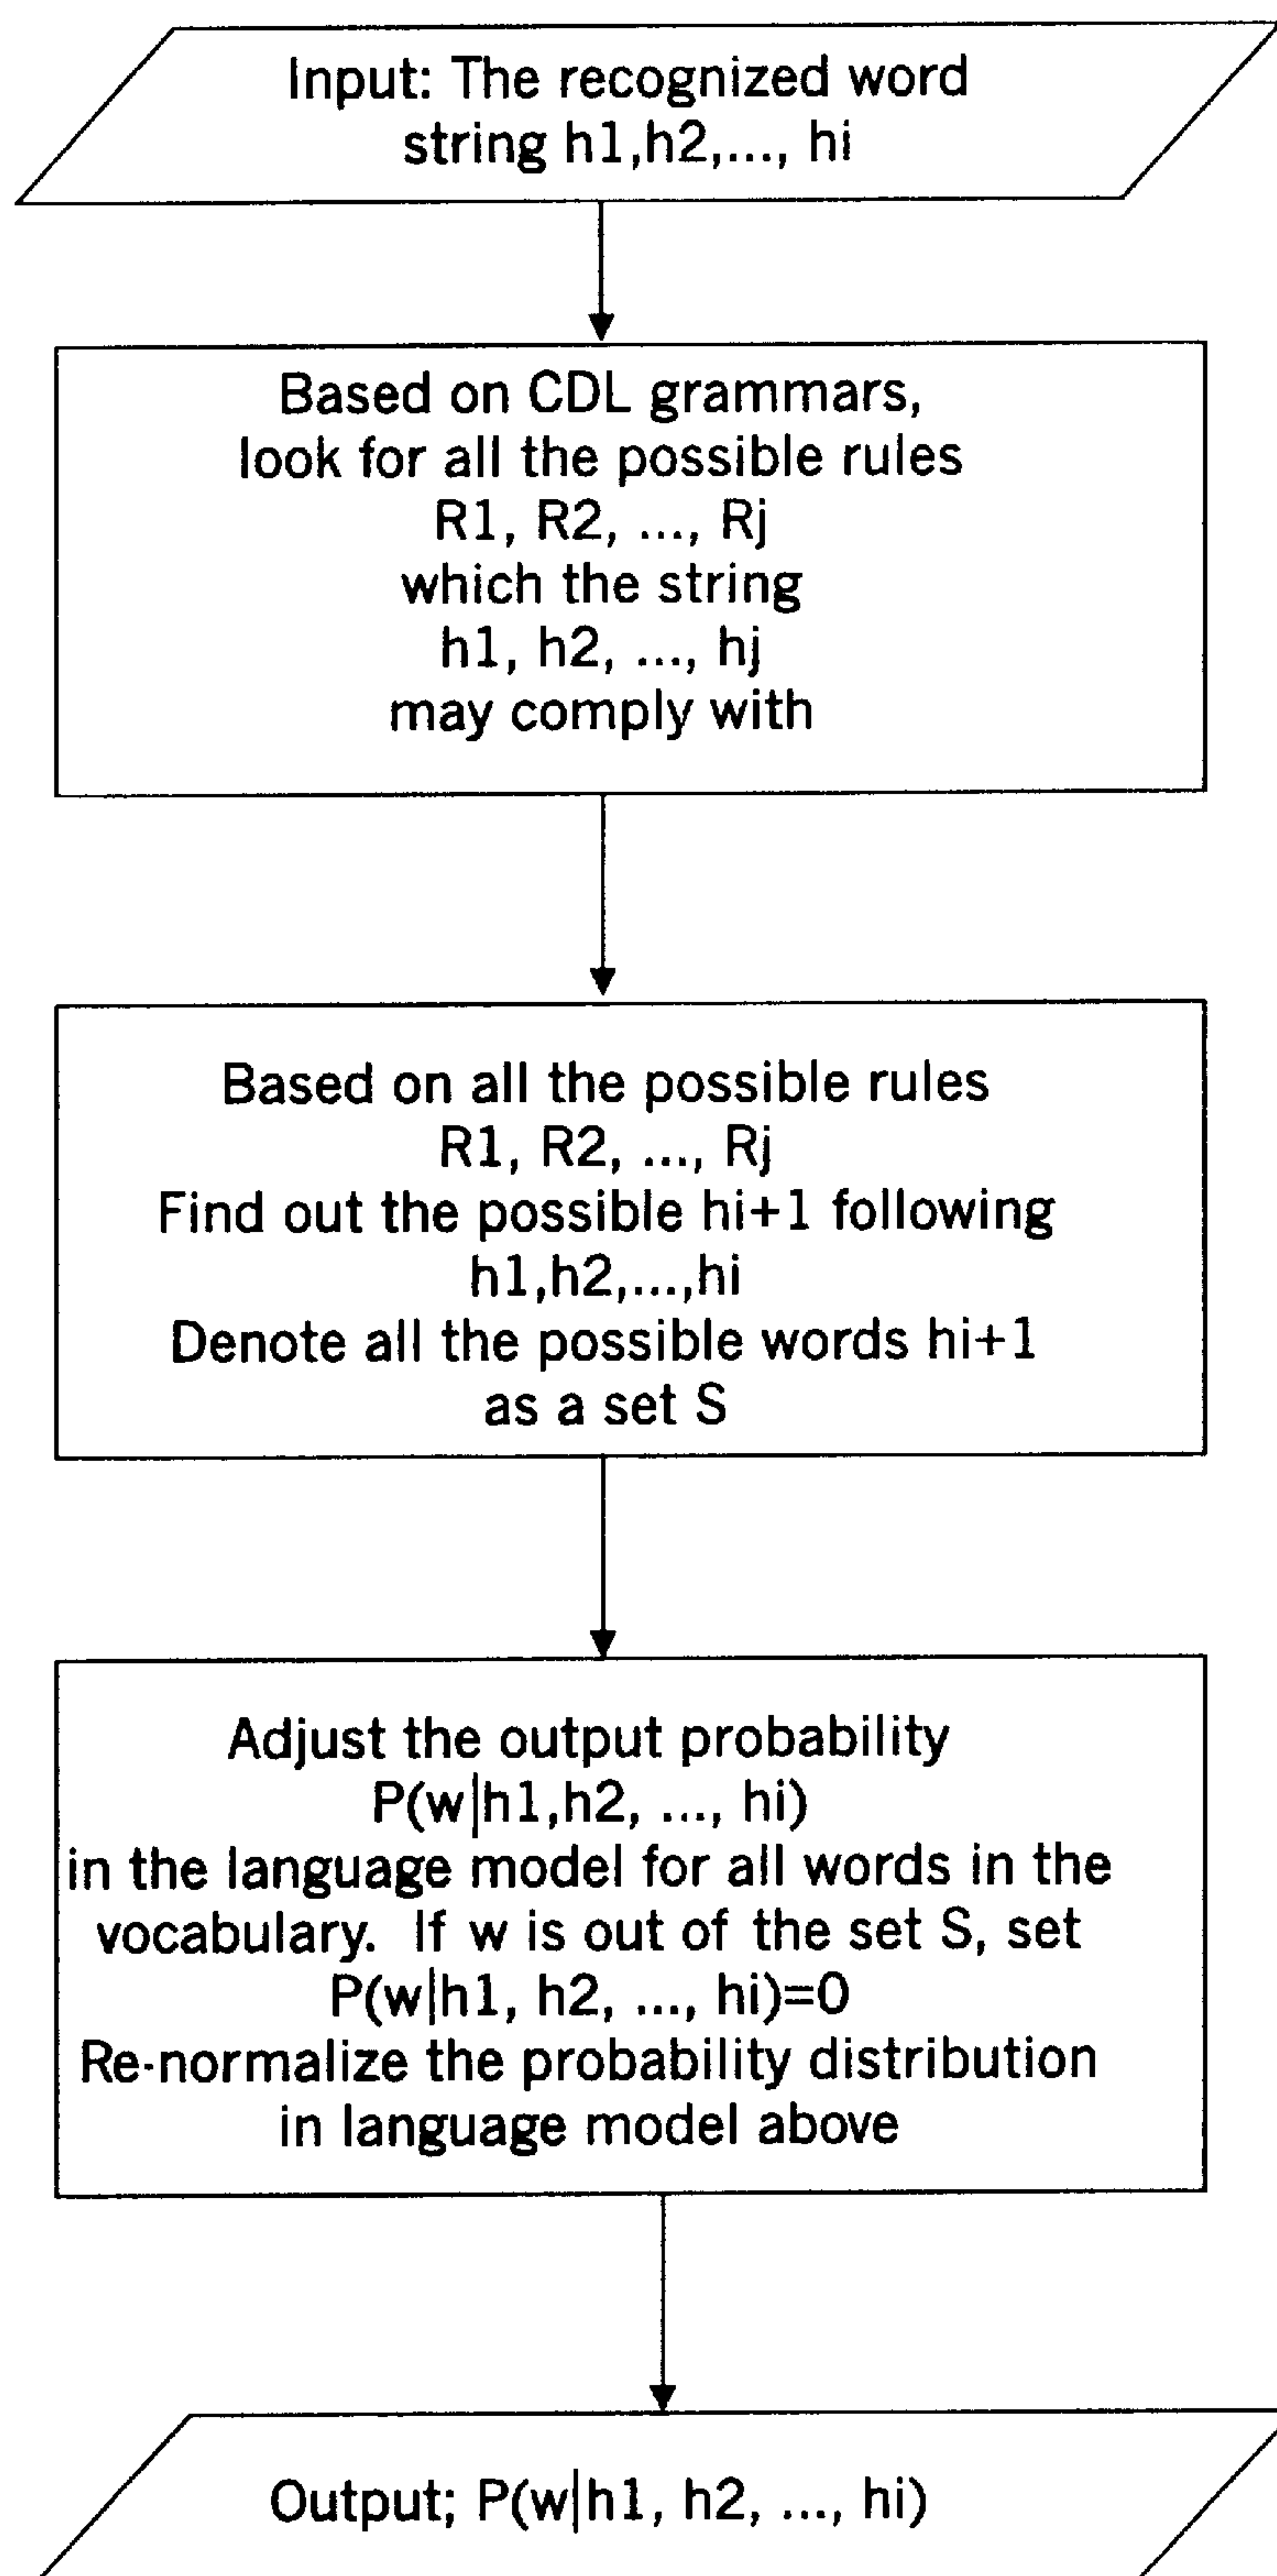 Input: The recognized word
string h1,h2,..., hi
Based on CDL grammars,
look for all the possible rules
R1, R2, ..., Rj
which the string
h1, h2, ..., hj
may comply with
Based on all the possible rules
R1, R2, ..., Rj
Find out the possible hi+1 following
h1,h2,...,hi
Denote all the possible words hi+1
as a set S
Adjust the output probability
P(w|h1,h2, ..., hi)
in the language model for all words in the
vocabulary. If w is out of the set S, set
P(w|h1, h2, ..., hi)=0
Re-normalize the probability distribution
in language model above
Output; P(w|h1, h2, ..., hi)